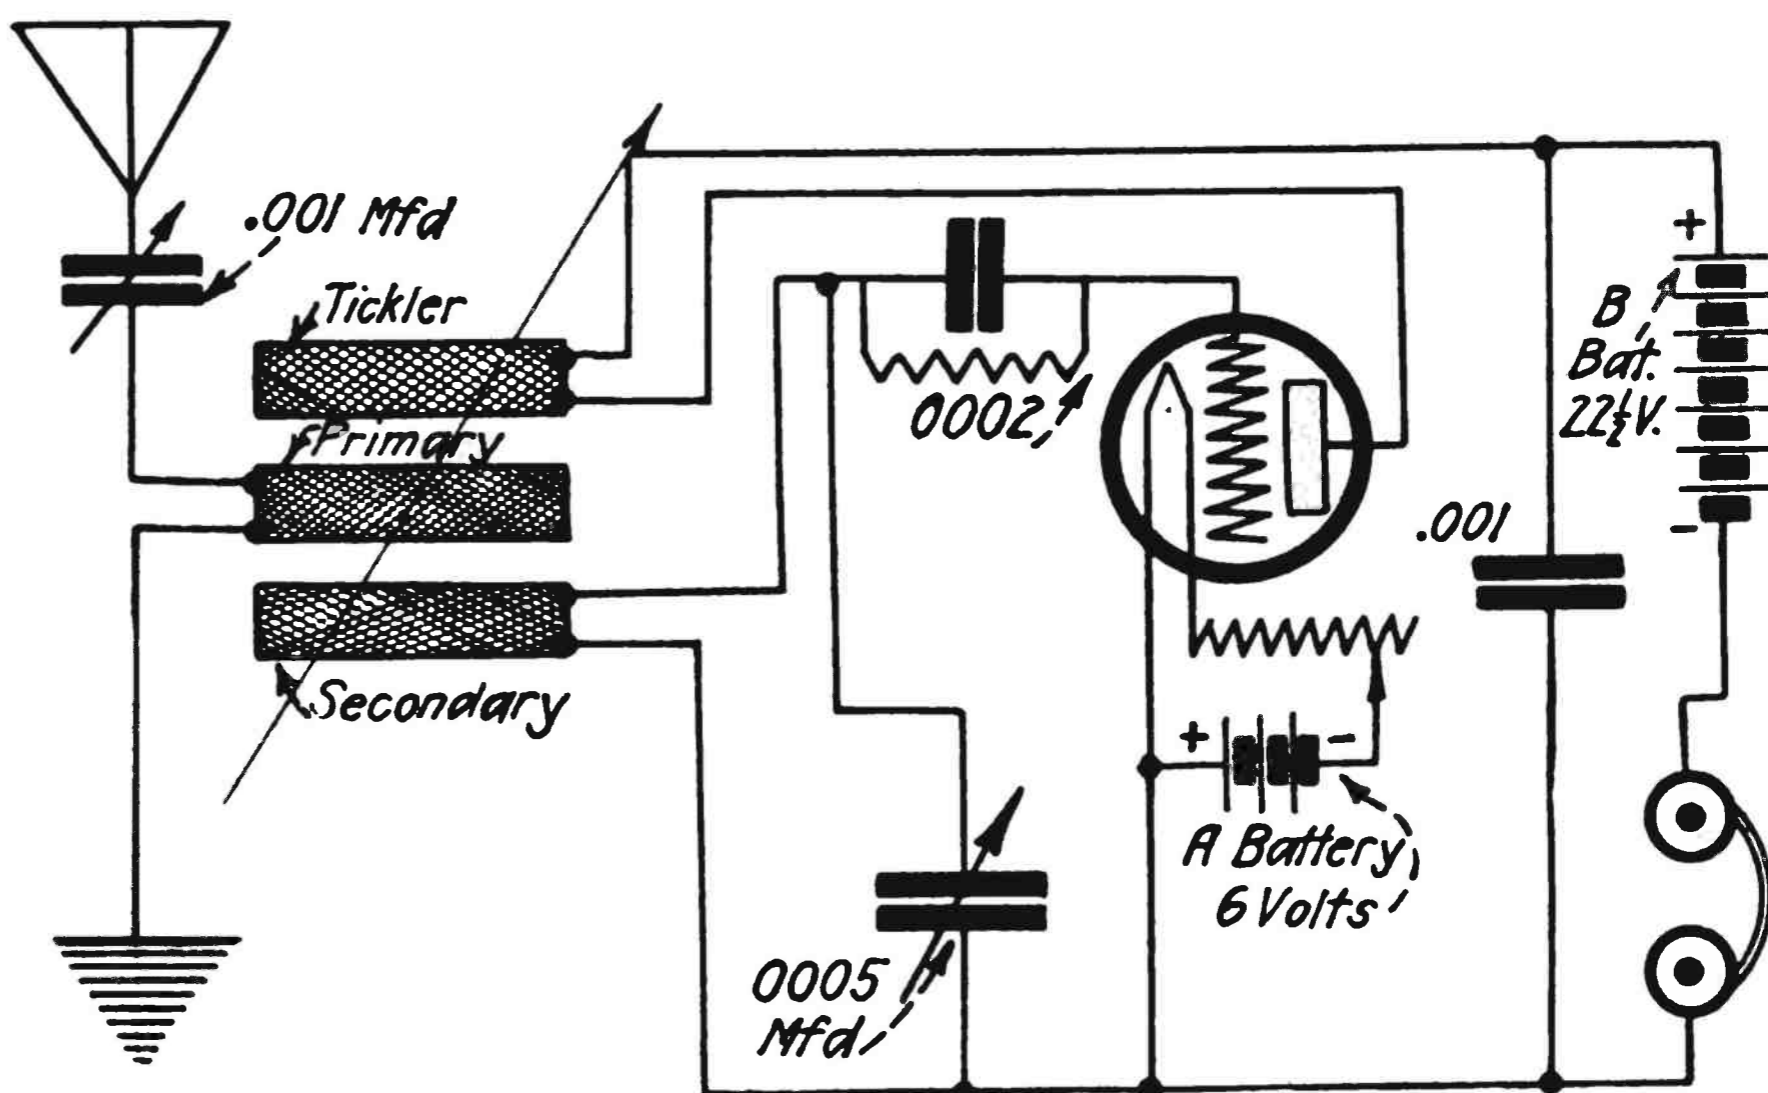 .001 Mfd
Tickler
Primary
Secondary
0002
+
B
Bat.
22½V.
-
.001
+ -
A Battery
6 Volts
0005
Mfd